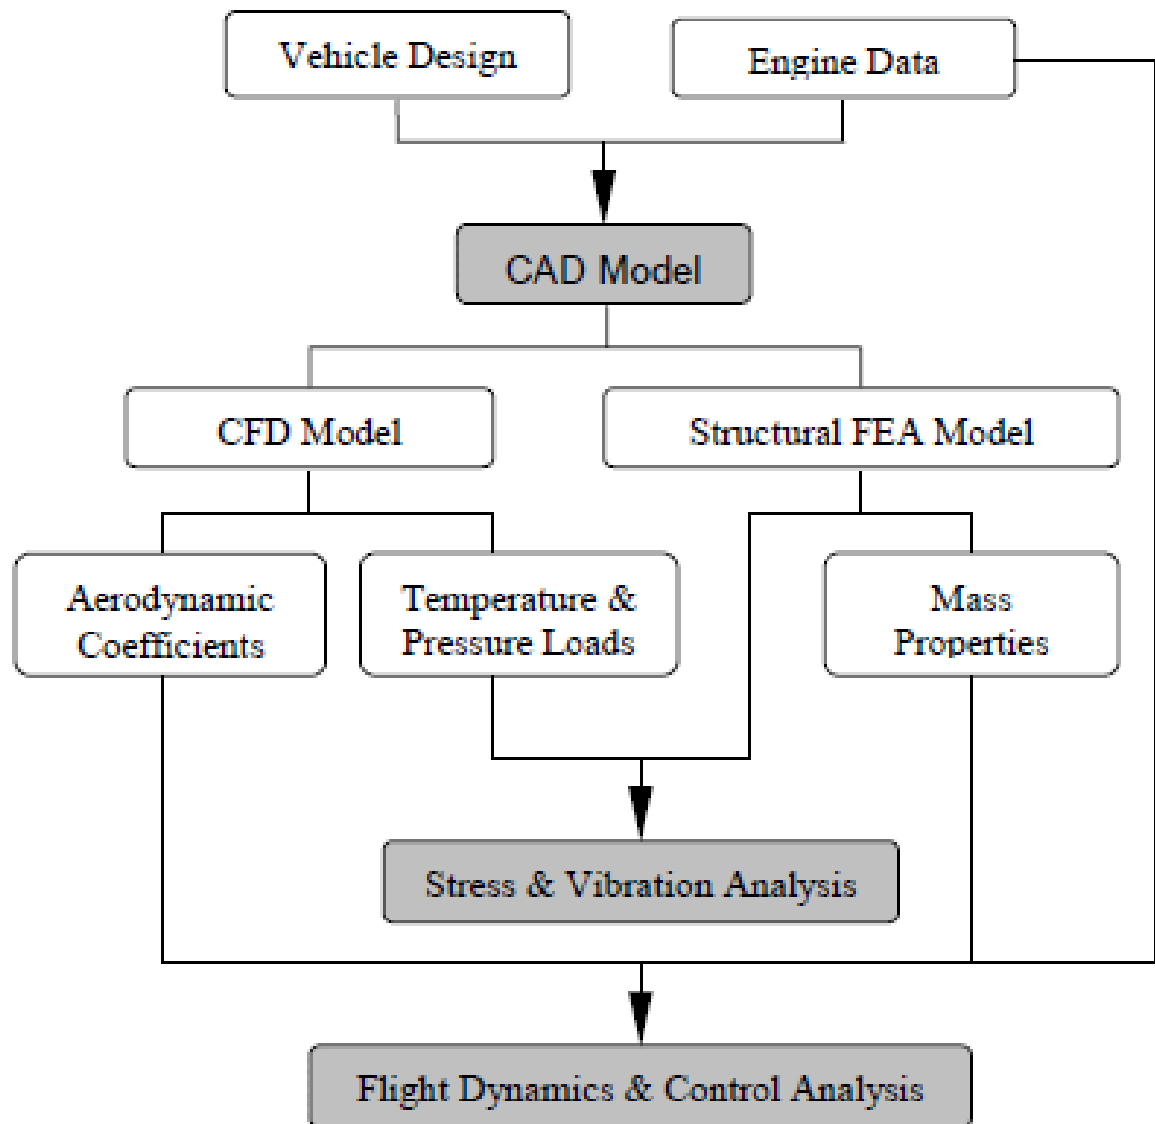 Vehicle Design
Engine Data
CAD Model
CFD Model
Structural FEA Model
Aerodynamic
Coefficients
Temperature &
Pressure Loads
Mass
Properties
Stress & Vibration Analysis
Flight Dynamics & Control Analysis